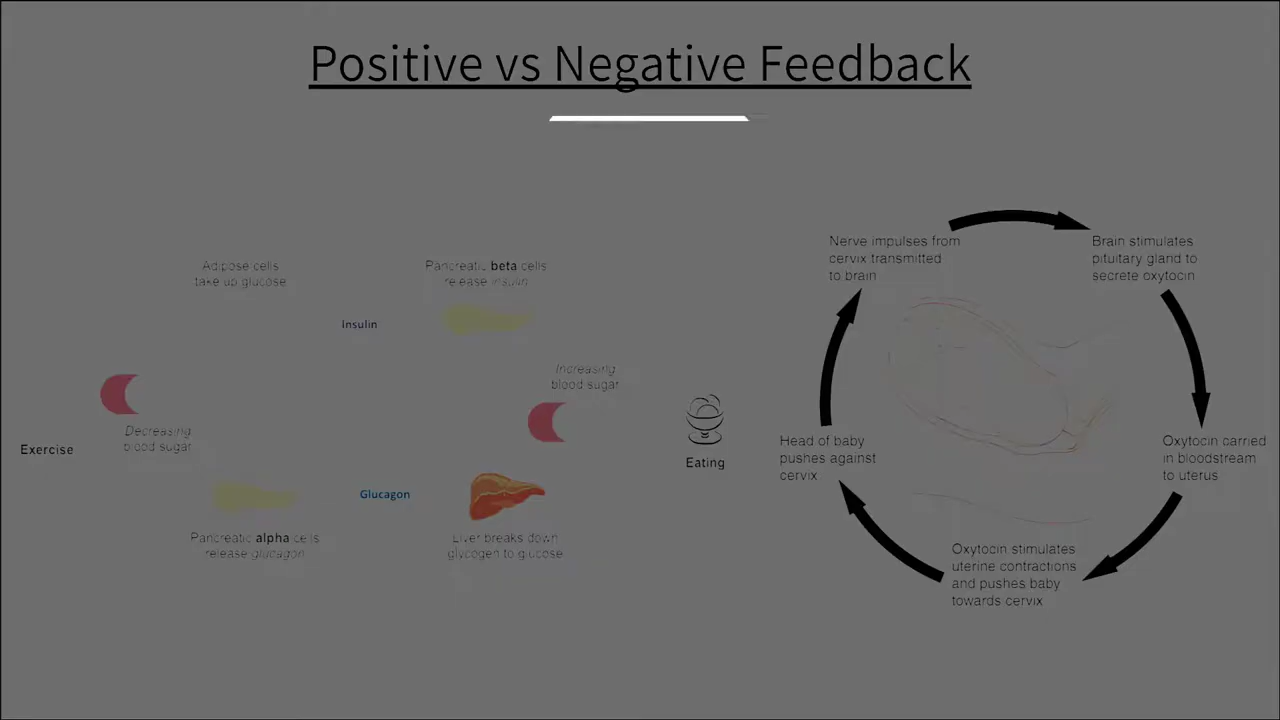 Positive vs Negative Feedback
Adipose cells
take up glucose
Pancreatic beta cells
release insulin
Insulin
Increasing
blood sugar
Decreasing
blood sugar
Exercise
Eating
Glucagon
Pancreatic alpha cells
release glucagon
Liver breaks down
glycogen to glucose
Nerve impulses from
cervix transmitted
to brain
Brain stimulates
pituitary gland to
secrete oxytocin
Head of baby
pushes against
cervix
Oxytocin carried
in bloodstream
to uterus
Oxytocin stimulates
uterine contractions
and pushes baby
towards cervix